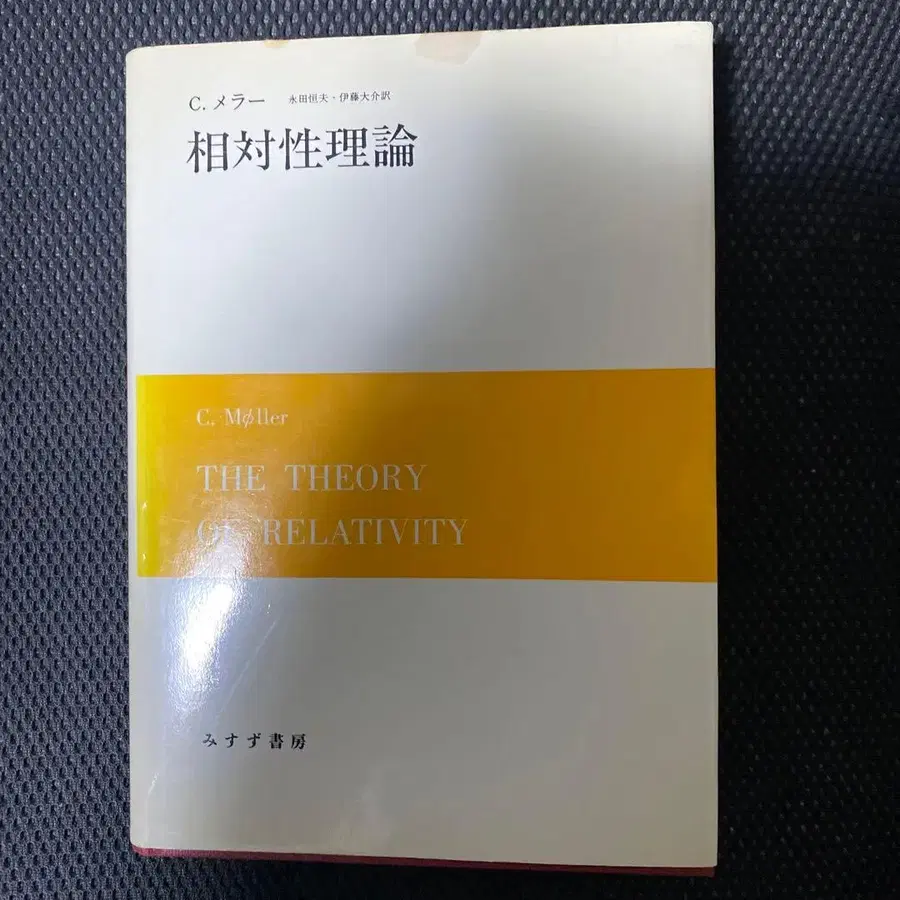 C. メラー 永田恒夫・伊藤大介訳
相対性理論
C. Møller
THE THEORY
OF RELATIVITY
みすず書房